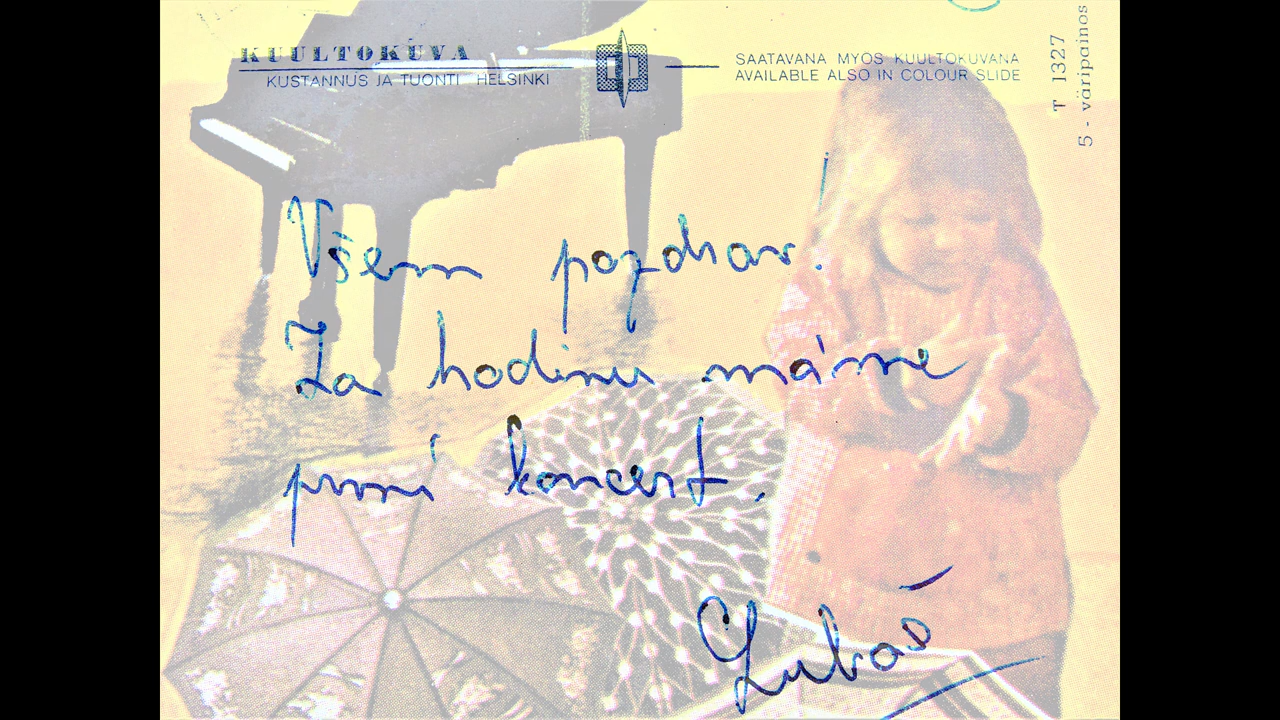 KUULTOKUVA
KUSTANNUS JA TUONTI HELSINKI
SAATAVANA MYOS KUULTOKUVANA
AVAILABLE ALSO IN COLOUR SLIDE
T 1327
5 - väripainos
Všem pozdrav!
Za hodinu máme
první koncert.
Luboš